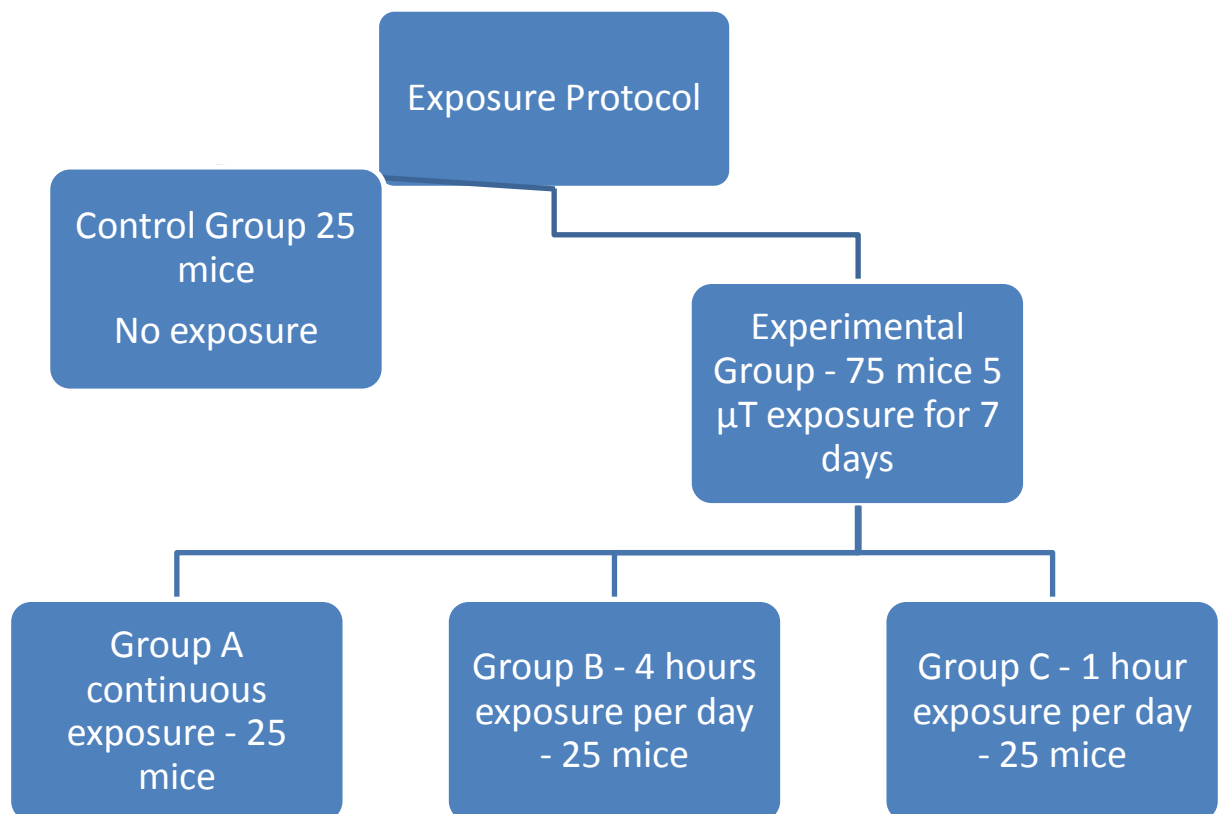 Exposure Protocol
Control Group 25
mice
No exposure
Experimental
Group - 75 mice 5
µT exposure for 7
days
Group A
continuous
exposure - 25
mice
Group B - 4 hours
exposure per day
- 25 mice
Group C - 1 hour
exposure per day
- 25 mice